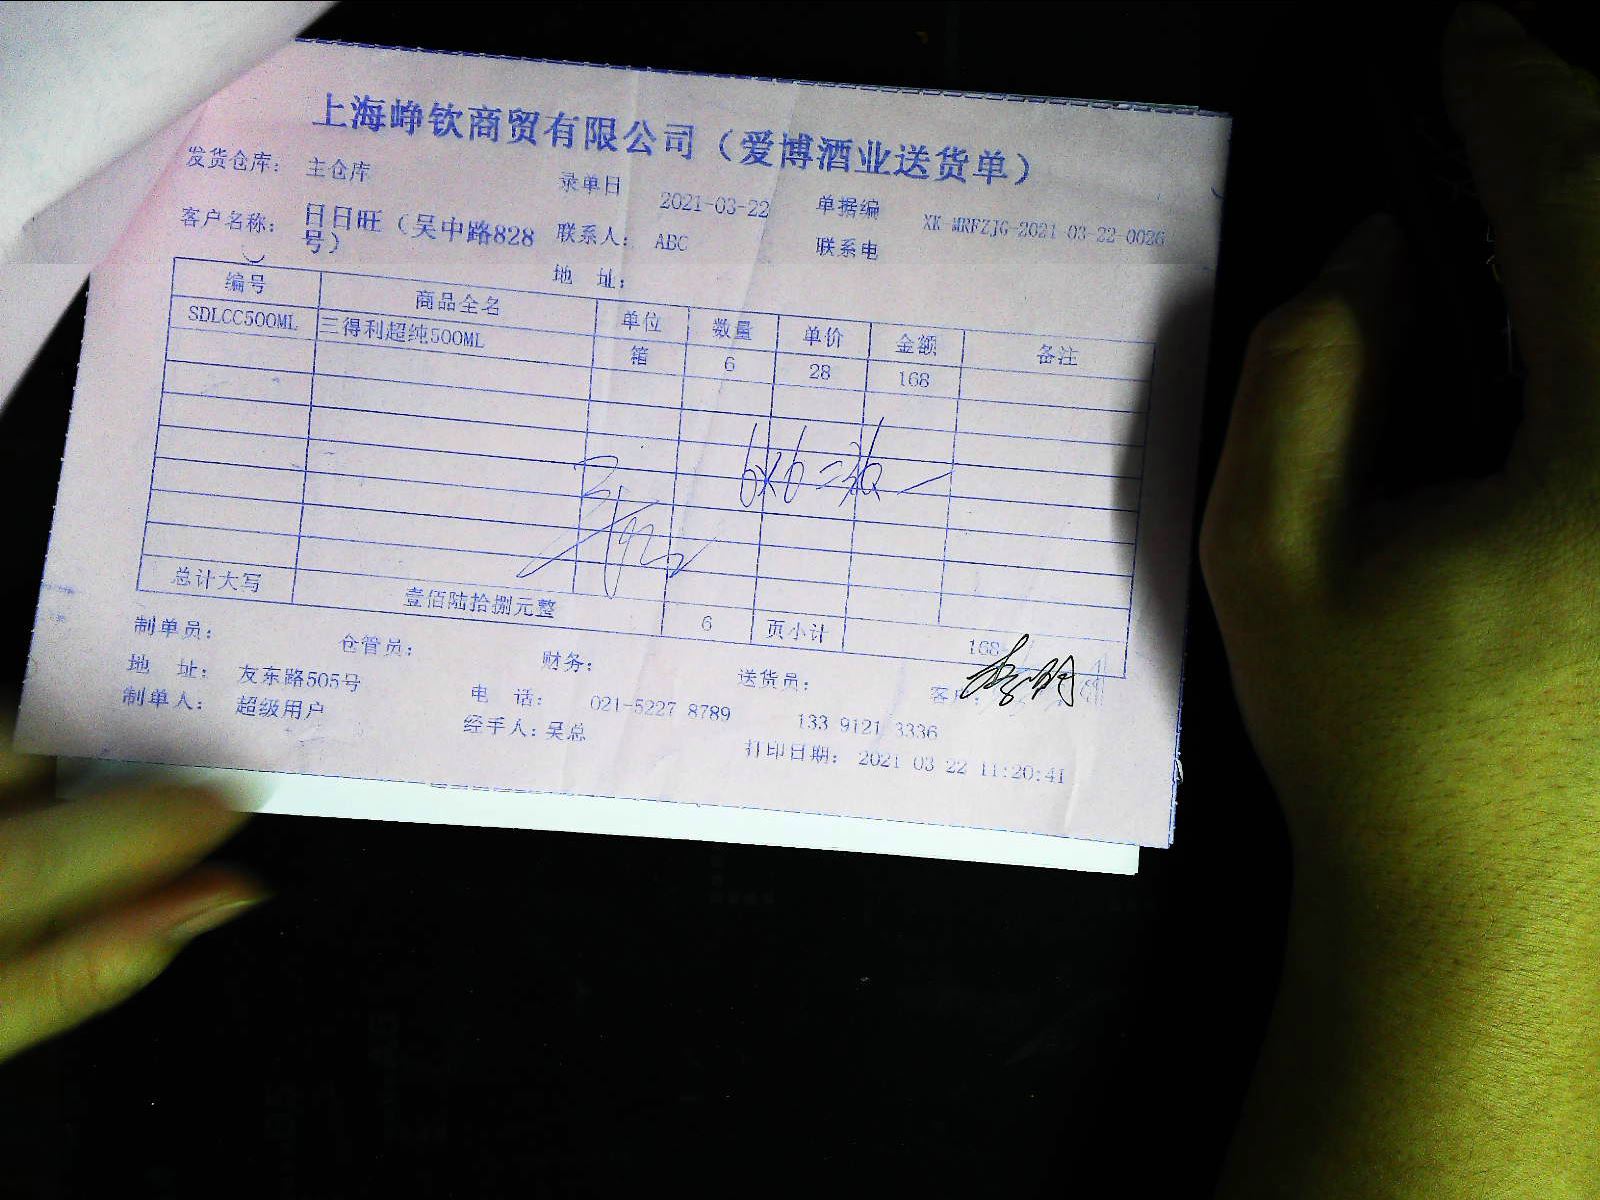 上海峥钦商贸有限公司（爱博酒业送货单）
发货仓库： 主仓库 录单日 2021-03-22 单据编 XK-MRFZJG-2021-03-22-0026
客户名称： 日日旺（吴中路828号） 联系人： ABC 联系电
地 址：
编号 商品全名 单位 数量 单价 金额 备注
SDLCC500ML 三得利超纯500ML 箱 6 28 168
6×6=36
总计大写 壹佰陆拾捌元整 6 页小计 168
制单员： 仓管员： 财务： 送货员： 客户：
地 址： 友东路505号 电 话： 021-5227 8789 133 9121 3336
制单人： 超级用户 经手人：吴总 打印日期： 2021 03 22 11:20:41